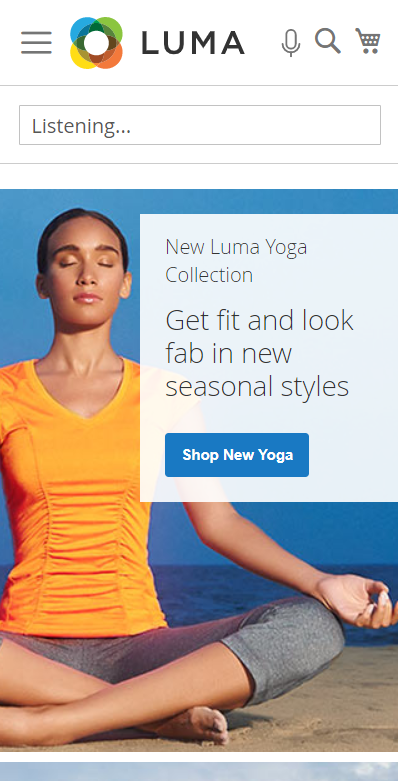 LUMA
Listening...
New Luma Yoga
Collection
Get fit and look
fab in new
seasonal styles
Shop New Yoga